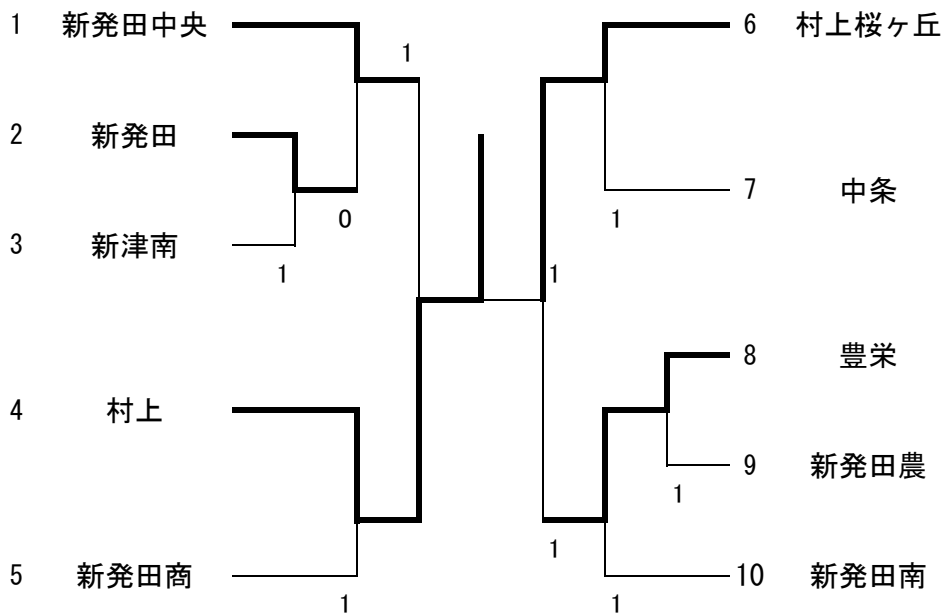 1 新発田中央
1
2 新発田
0
3 新津南
1
4 村上
5 新発田商
1
6 村上桜ヶ丘
7 中条
1
1
8 豊栄
9 新発田農
1
1
10 新発田南
1